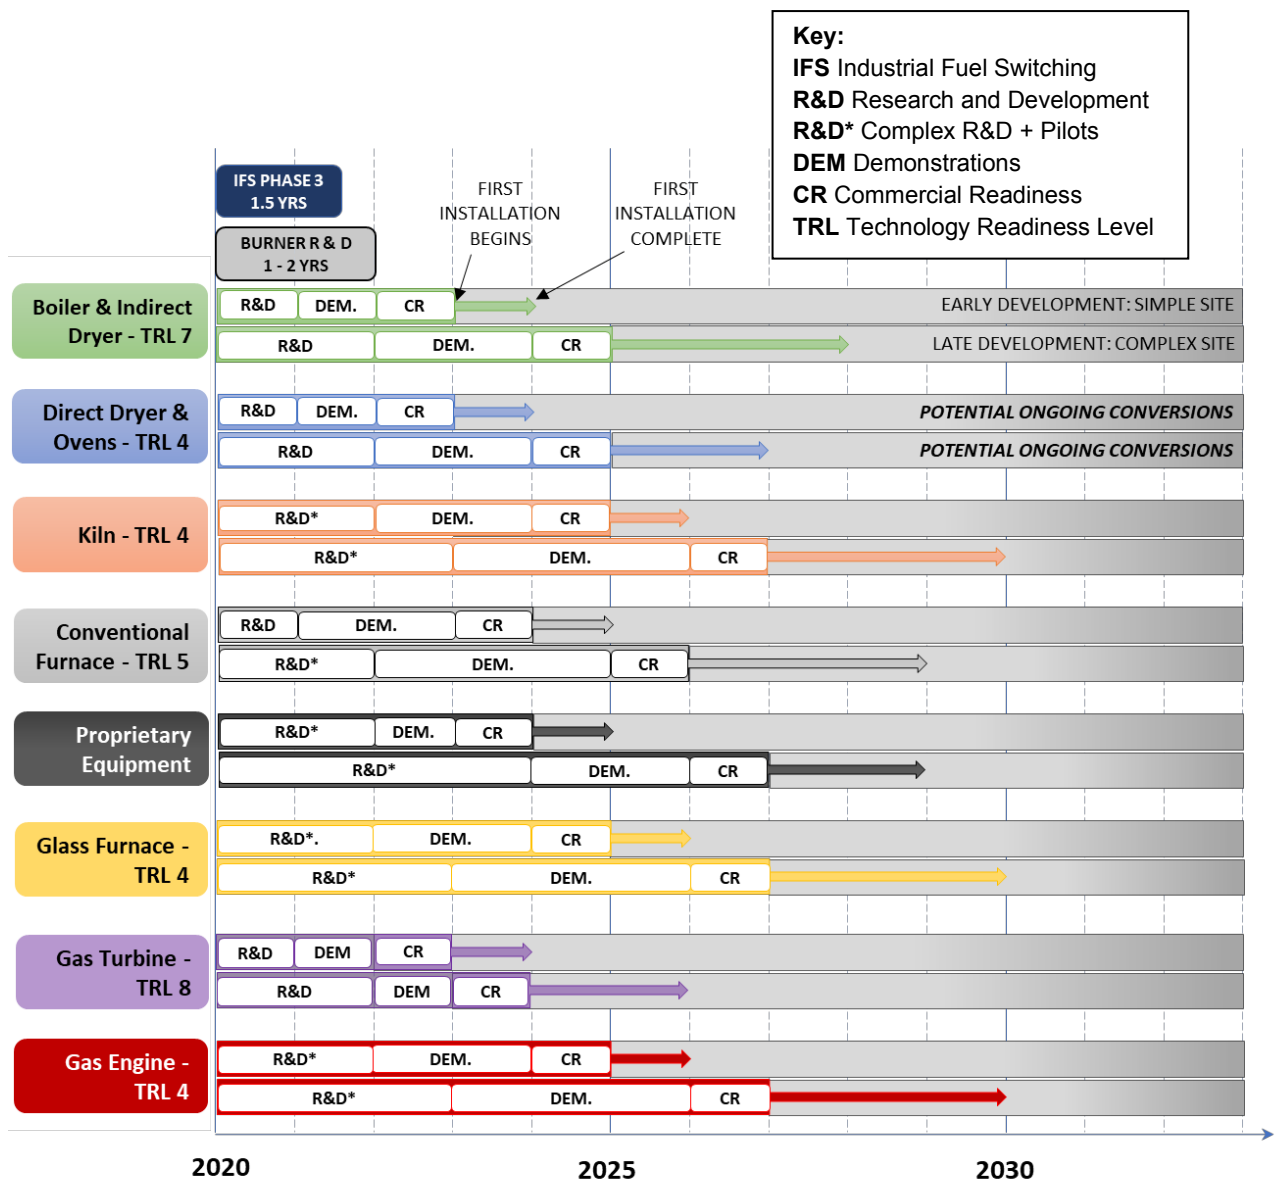 Key:
IFS Industrial Fuel Switching
R&D Research and Development
R&D* Complex R&D + Pilots
DEM Demonstrations
CR Commercial Readiness
TRL Technology Readiness Level
IFS PHASE 3
1.5 YRS
BURNER R & D
1 - 2 YRS
FIRST
INSTALLATION
BEGINS
FIRST
INSTALLATION
COMPLETE
Boiler & Indirect
Dryer - TRL 7
R&D DEM. CR EARLY DEVELOPMENT: SIMPLE SITE
R&D DEM. CR LATE DEVELOPMENT: COMPLEX SITE
Direct Dryer &
Ovens - TRL 4
R&D DEM. CR POTENTIAL ONGOING CONVERSIONS
R&D DEM. CR POTENTIAL ONGOING CONVERSIONS
Kiln - TRL 4
R&D* DEM. CR
R&D* DEM. CR
Conventional
Furnace - TRL 5
R&D DEM. CR
R&D* DEM. CR
Proprietary
Equipment
R&D* DEM. CR
R&D* DEM. CR
Glass Furnace -
TRL 4
R&D*. DEM. CR
R&D* DEM. CR
Gas Turbine -
TRL 8
R&D DEM CR
R&D DEM CR
Gas Engine -
TRL 4
R&D* DEM. CR
R&D* DEM. CR
2020 2025 2030